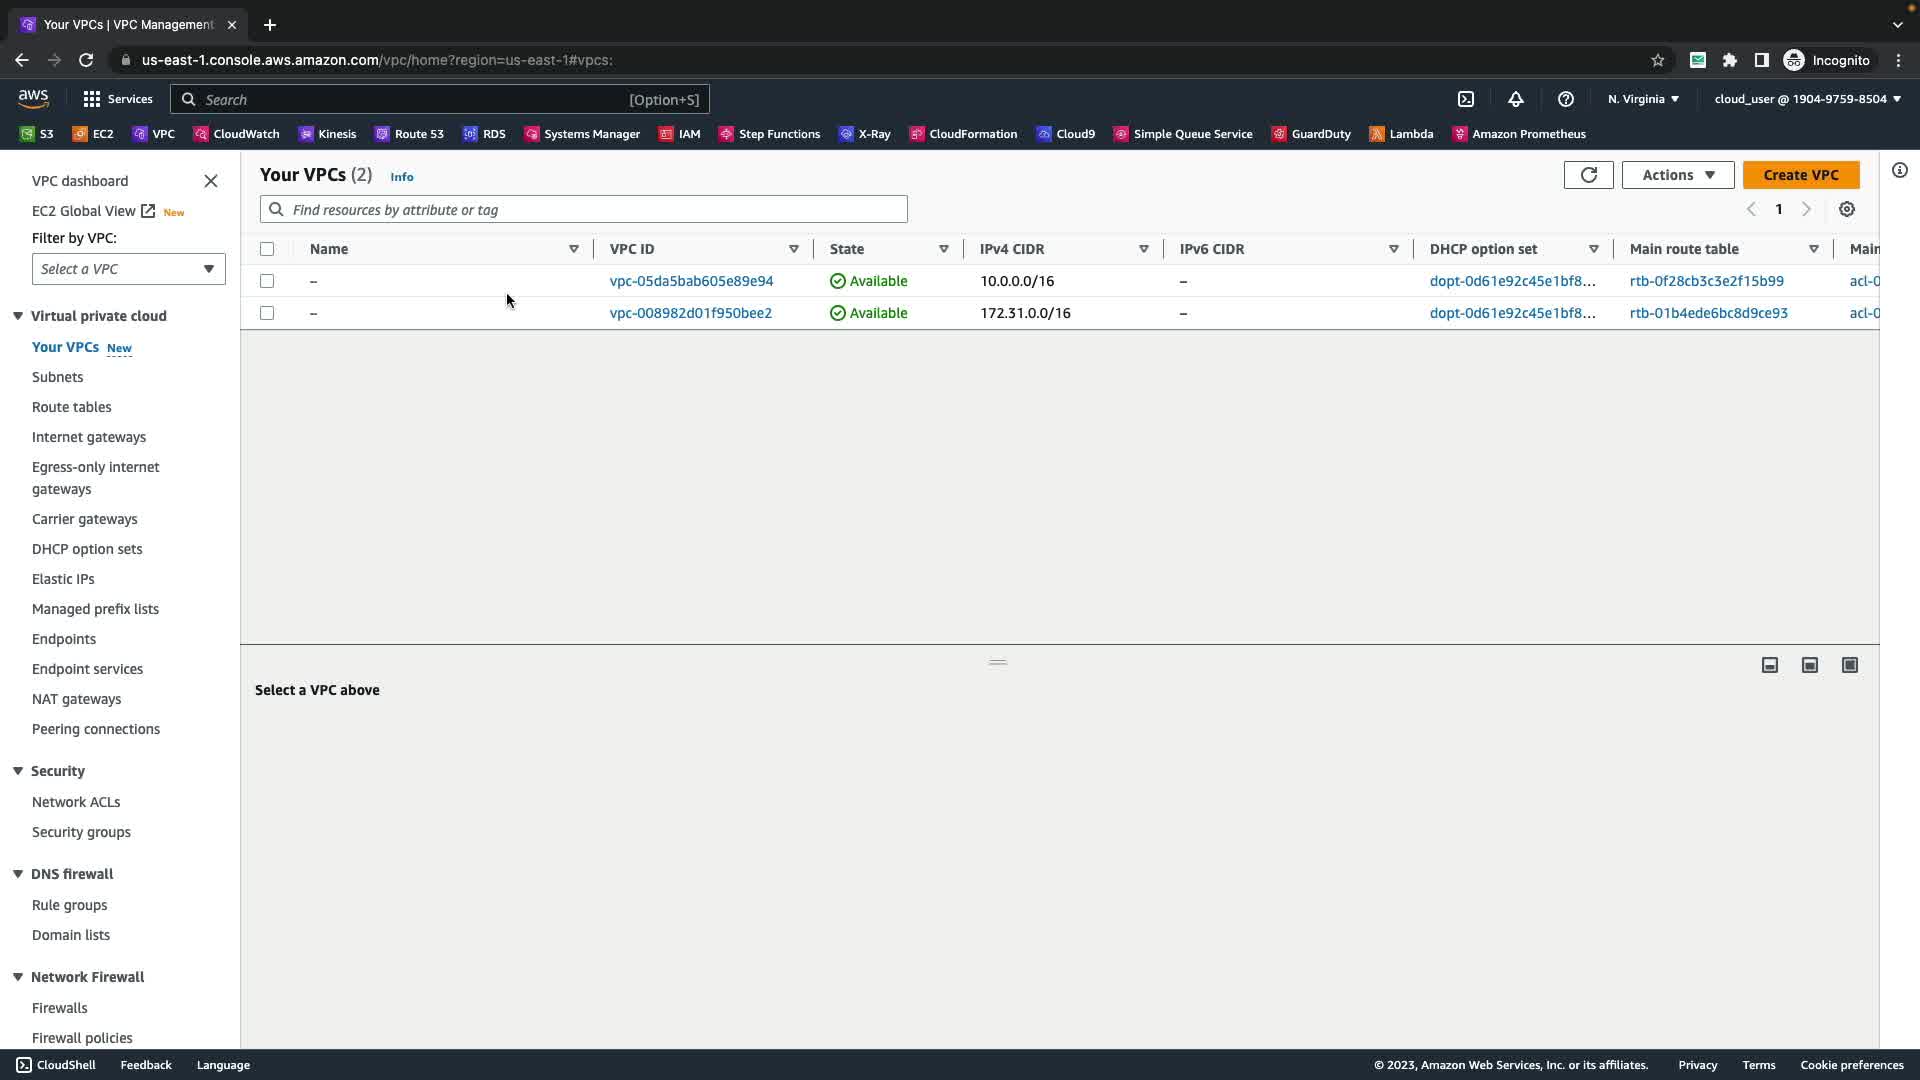 Your VPCs | VPC Management
us-east-1.console.aws.amazon.com/vpc/home?region=us-east-1#vpcs:
Incognito
aws
Services
Search
[Option+S]
N. Virginia
cloud_user @ 1904-9759-8504
S3
EC2
VPC
CloudWatch
Kinesis
Route 53
RDS
Systems Manager
IAM
Step Functions
X-Ray
CloudFormation
Cloud9
Simple Queue Service
GuardDuty
Lambda
Amazon Prometheus
VPC dashboard
EC2 Global View New
Filter by VPC:
Select a VPC
Virtual private cloud
Your VPCs New
Subnets
Route tables
Internet gateways
Egress-only internet
gateways
Carrier gateways
DHCP option sets
Elastic IPs
Managed prefix lists
Endpoints
Endpoint services
NAT gateways
Peering connections
Security
Network ACLs
Security groups
DNS firewall
Rule groups
Domain lists
Network Firewall
Firewalls
Firewall policies
Your VPCs (2) Info
Actions
Create VPC
Find resources by attribute or tag
1
Name VPC ID State IPv4 CIDR IPv6 CIDR DHCP option set Main route table Main
– vpc-05da5bab605e89e94 Available 10.0.0.0/16 – dopt-0d61e92c45e1bf8... rtb-0f28cb3c3e2f15b99 acl-0
– vpc-008982d01f950bee2 Available 172.31.0.0/16 – dopt-0d61e92c45e1bf8... rtb-01b4ede6bc8d9ce93 acl-0
Select a VPC above
CloudShell
Feedback
Language
© 2023, Amazon Web Services, Inc. or its affiliates.
Privacy
Terms
Cookie preferences